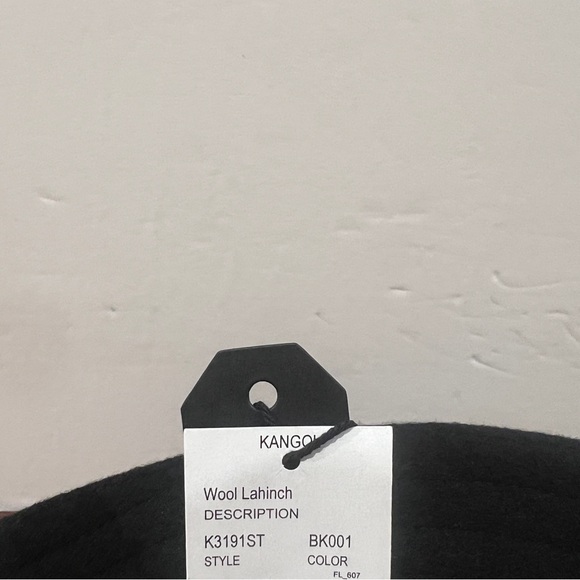 KANGOL
Wool Lahinch
DESCRIPTION
K3191ST BK001
STYLE COLOR
FL_607